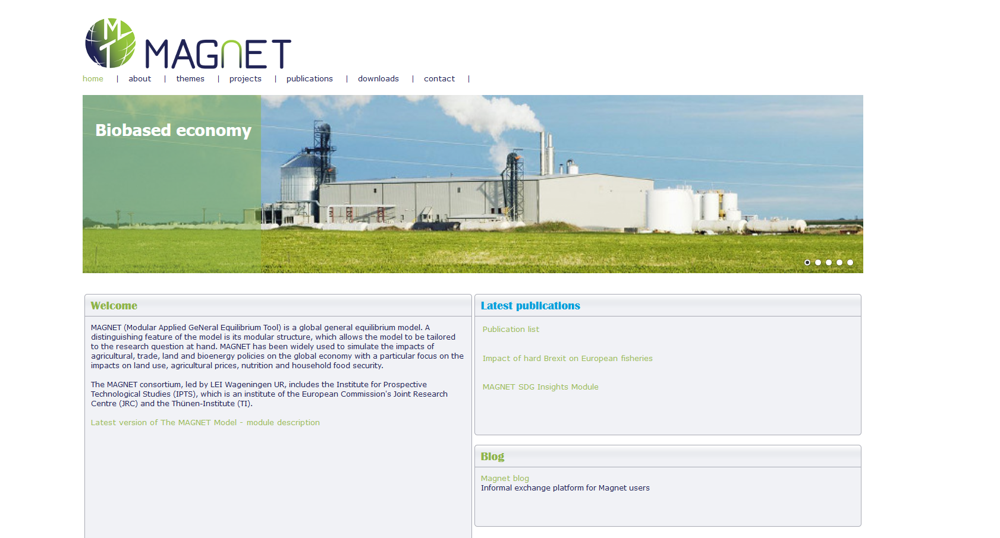 MT MAGNET
home | about | themes | projects | publications | downloads | contact |
Biobased economy
Welcome
MAGNET (Modular Applied GeNeral Equilibrium Tool) is a global general equilibrium model. A
distinguishing feature of the model is its modular structure, which allows the model to be tailored
to the research question at hand. MAGNET has been widely used to simulate the impacts of
agricultural, trade, land and bioenergy policies on the global economy with a particular focus on the
impacts on land use, agricultural prices, nutrition and household food security.
The MAGNET consortium, led by LEI Wageningen UR, includes the Institute for Prospective
Technological Studies (IPTS), which is an institute of the European Commission's Joint Research
Centre (JRC) and the Thünen-Institute (TI).
Latest version of The MAGNET Model - module description
Latest publications
Publication list
Impact of hard Brexit on European fisheries
MAGNET SDG Insights Module
Blog
Magnet blog
Informal exchange platform for Magnet users